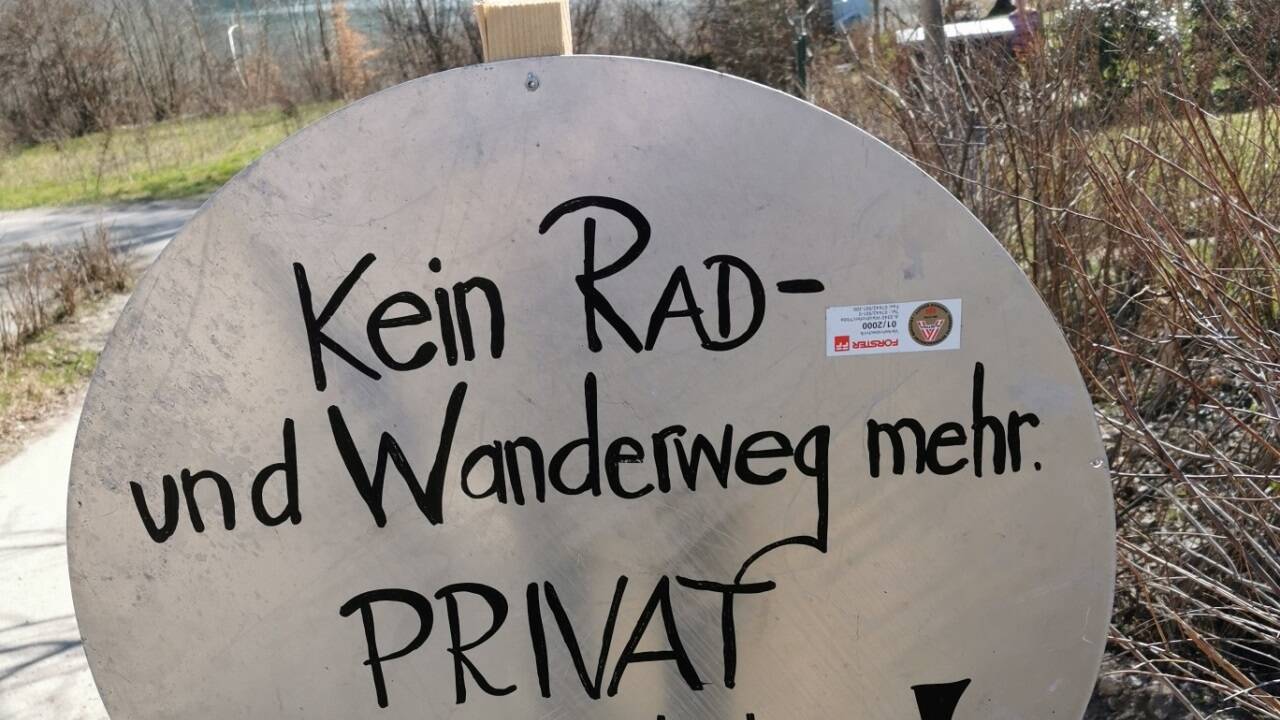 Kein RAD-
und Wanderweg mehr.
PRIVAT
FORSTER
01/2000